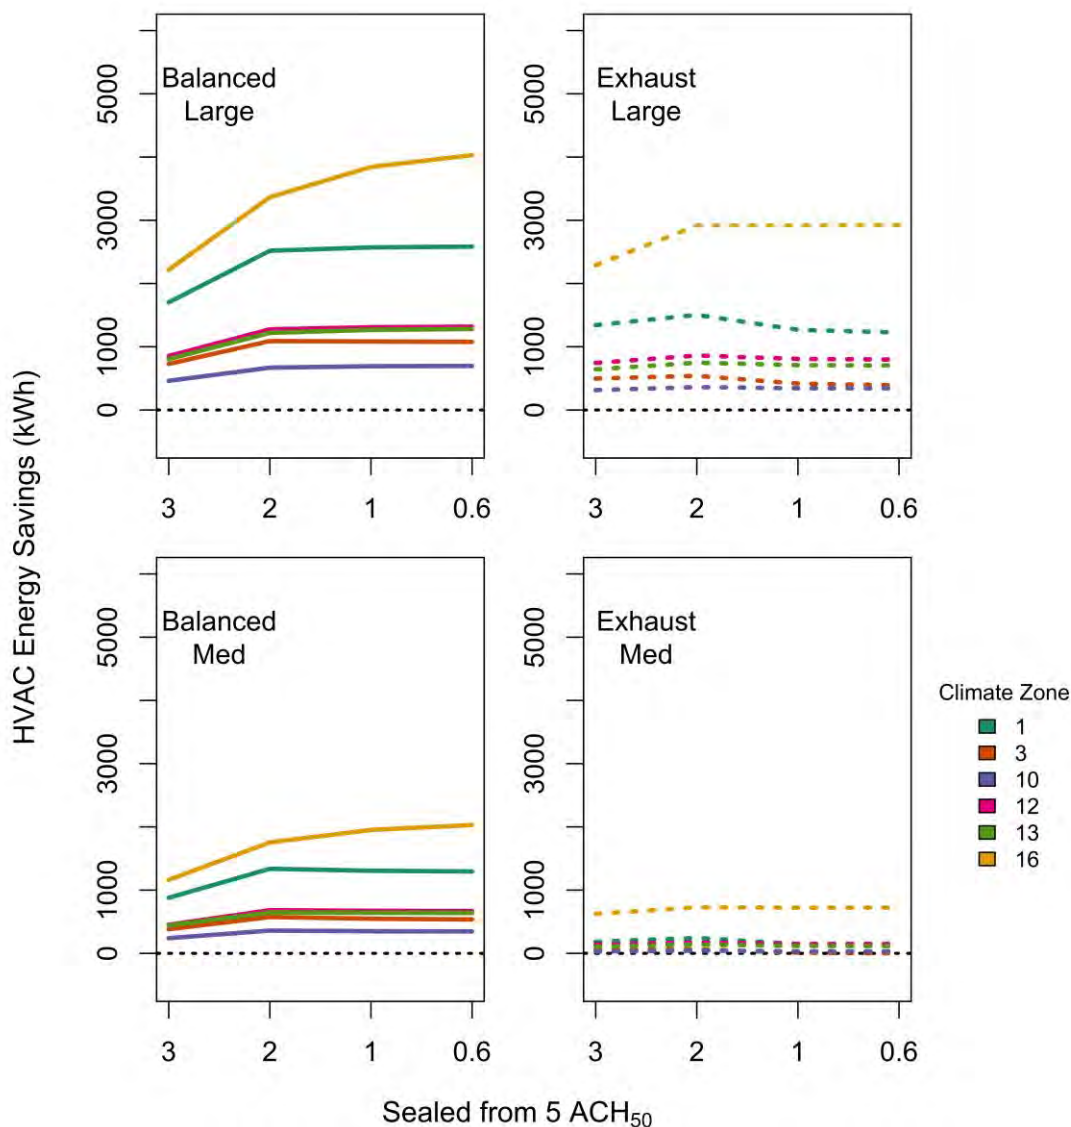 HVAC Energy Savings (kWh)
Balanced
Large
5000
3000
1000
0
3 2 1 0.6
Exhaust
Large
5000
3000
1000
0
3 2 1 0.6
Balanced
Med
5000
3000
1000
0
3 2 1 0.6
Exhaust
Med
5000
3000
1000
0
3 2 1 0.6
Climate Zone
1
3
10
12
13
16
Sealed from 5 ACH₅₀